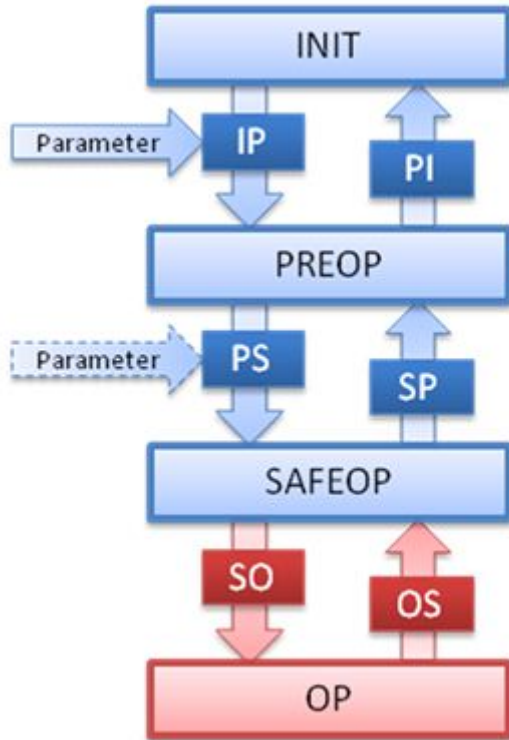 INIT
Parameter
IP
PI
PREOP
Parameter
PS
SP
SAFEOP
SO
OS
OP